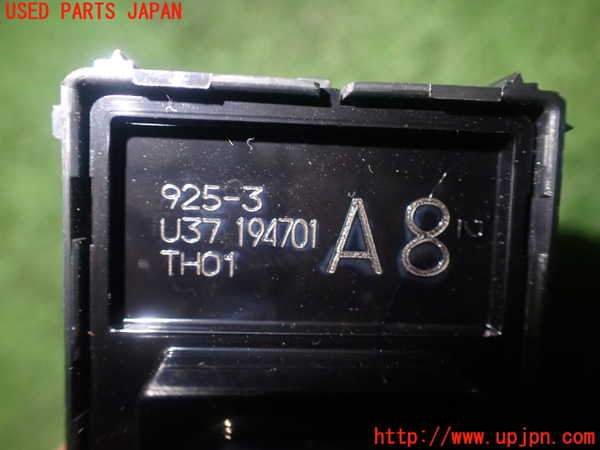 USED PARTS JAPAN
925-3
U37 194701
TH01
A8
http://www.upjpn.com/